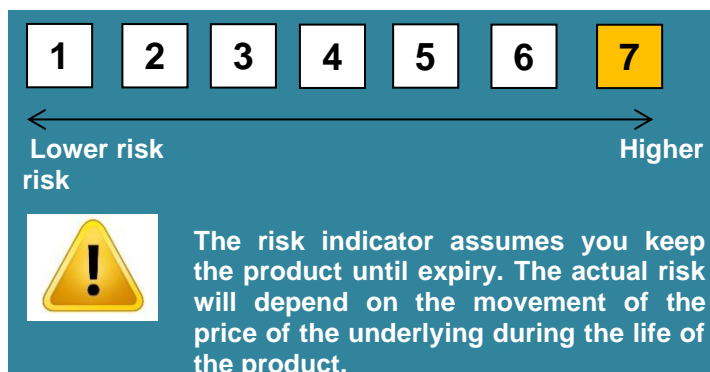 1 2 3 4 5 6 7
Lower risk Higher
risk
The risk indicator assumes you keep
the product until expiry. The actual risk
will depend on the movement of the
price of the underlying during the life of
the product.